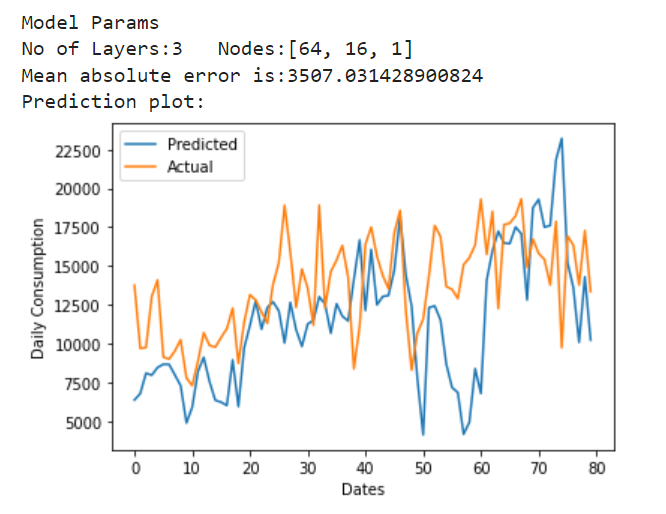 Model Params
No of Layers:3   Nodes:[64, 16, 1]
Mean absolute error is:3507.031428900824
Prediction plot:
Predicted
Actual
22500
20000
17500
15000
12500
10000
7500
5000
Daily Consumption
0 10 20 30 40 50 60 70 80
Dates